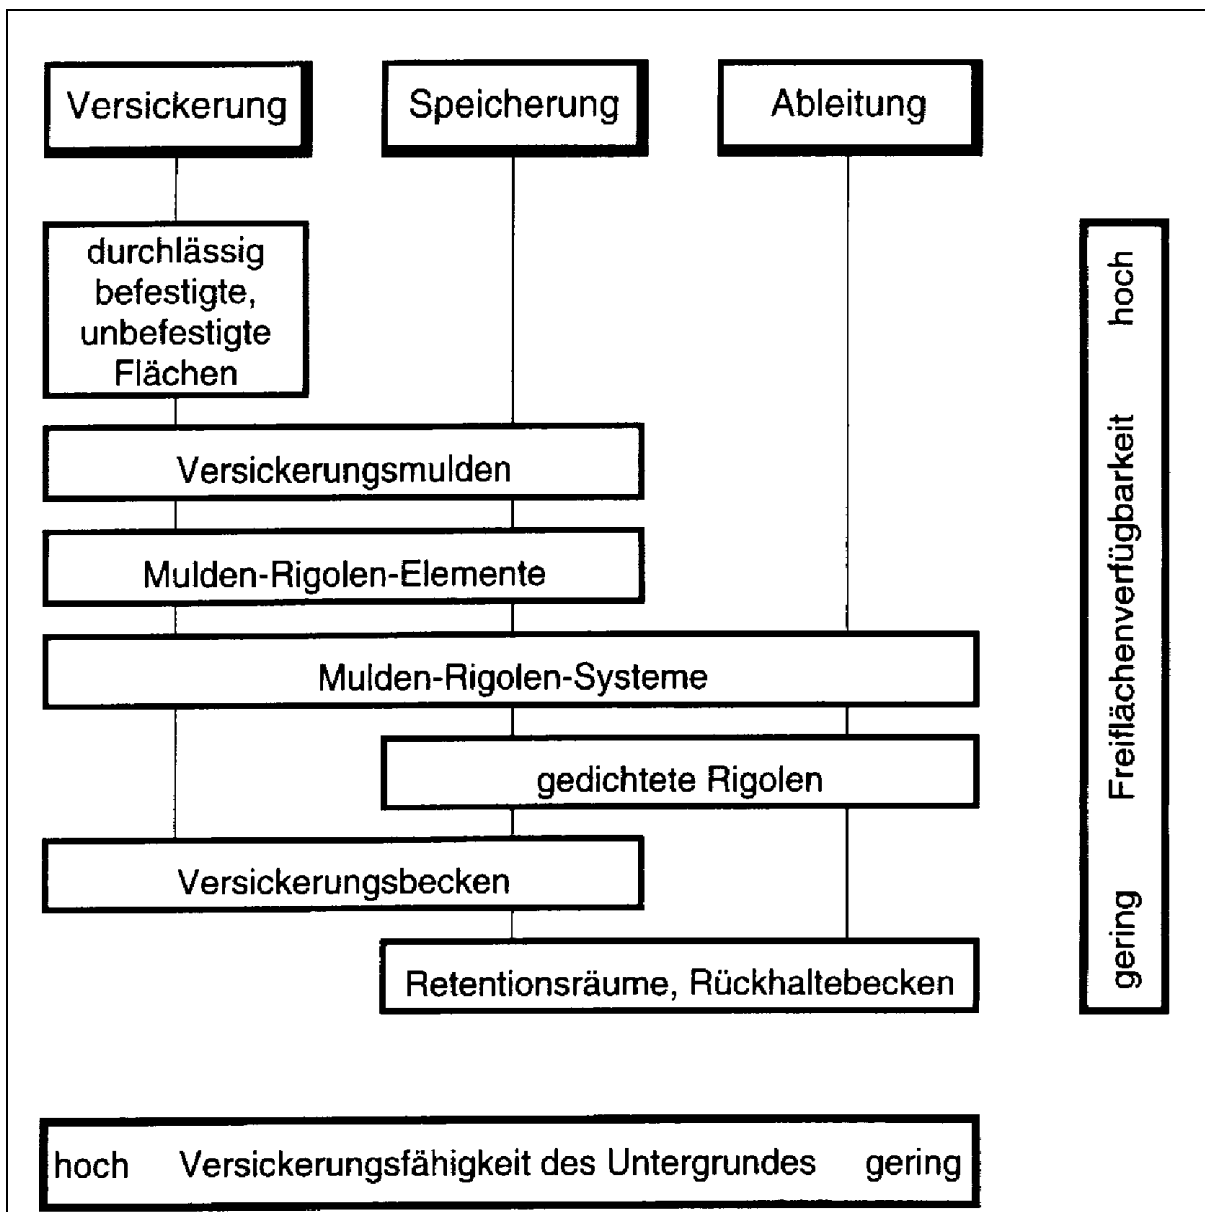 Versickerung
Speicherung
Ableitung
durchlässig
befestigte,
unbefestigte
Flächen
Versickerungsmulden
Mulden-Rigolen-Elemente
Mulden-Rigolen-Systeme
gedichtete Rigolen
Versickerungsbecken
Retentionsräume, Rückhaltebecken
gering Freiflächenverfügbarkeit hoch
hoch Versickerungsfähigkeit des Untergrundes gering